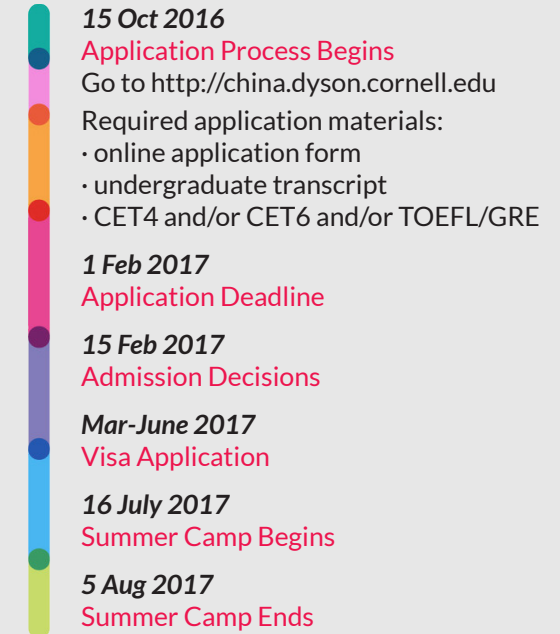 15 Oct 2016
Application Process Begins
Go to http://china.dyson.cornell.edu
Required application materials:
· online application form
· undergraduate transcript
· CET4 and/or CET6 and/or TOEFL/GRE
1 Feb 2017
Application Deadline
15 Feb 2017
Admission Decisions
Mar-June 2017
Visa Application
16 July 2017
Summer Camp Begins
5 Aug 2017
Summer Camp Ends